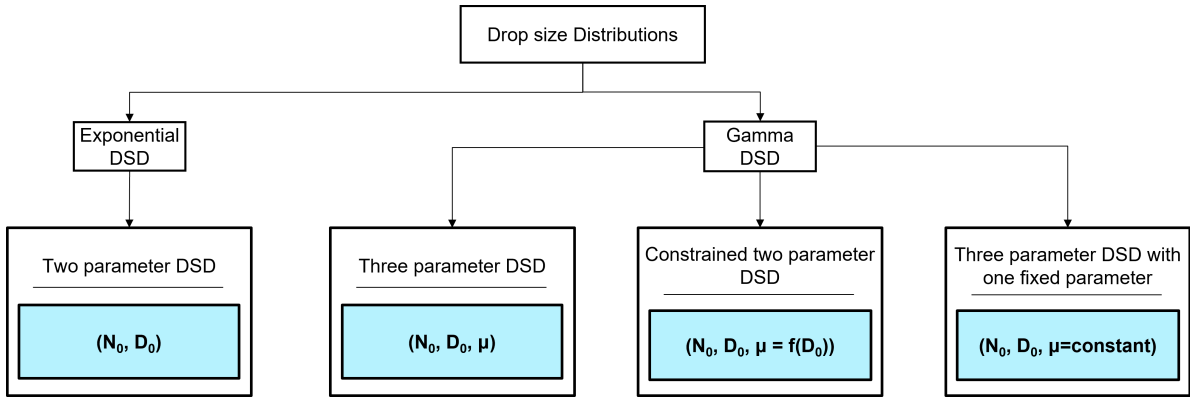 Drop size Distributions
Exponential
DSD
Gamma
DSD
Two parameter DSD
(N₀, D₀)
Three parameter DSD
(N₀, D₀, μ)
Constrained two parameter
DSD
(N₀, D₀, μ = f(D₀))
Three parameter DSD with
one fixed parameter
(N₀, D₀, μ=constant)